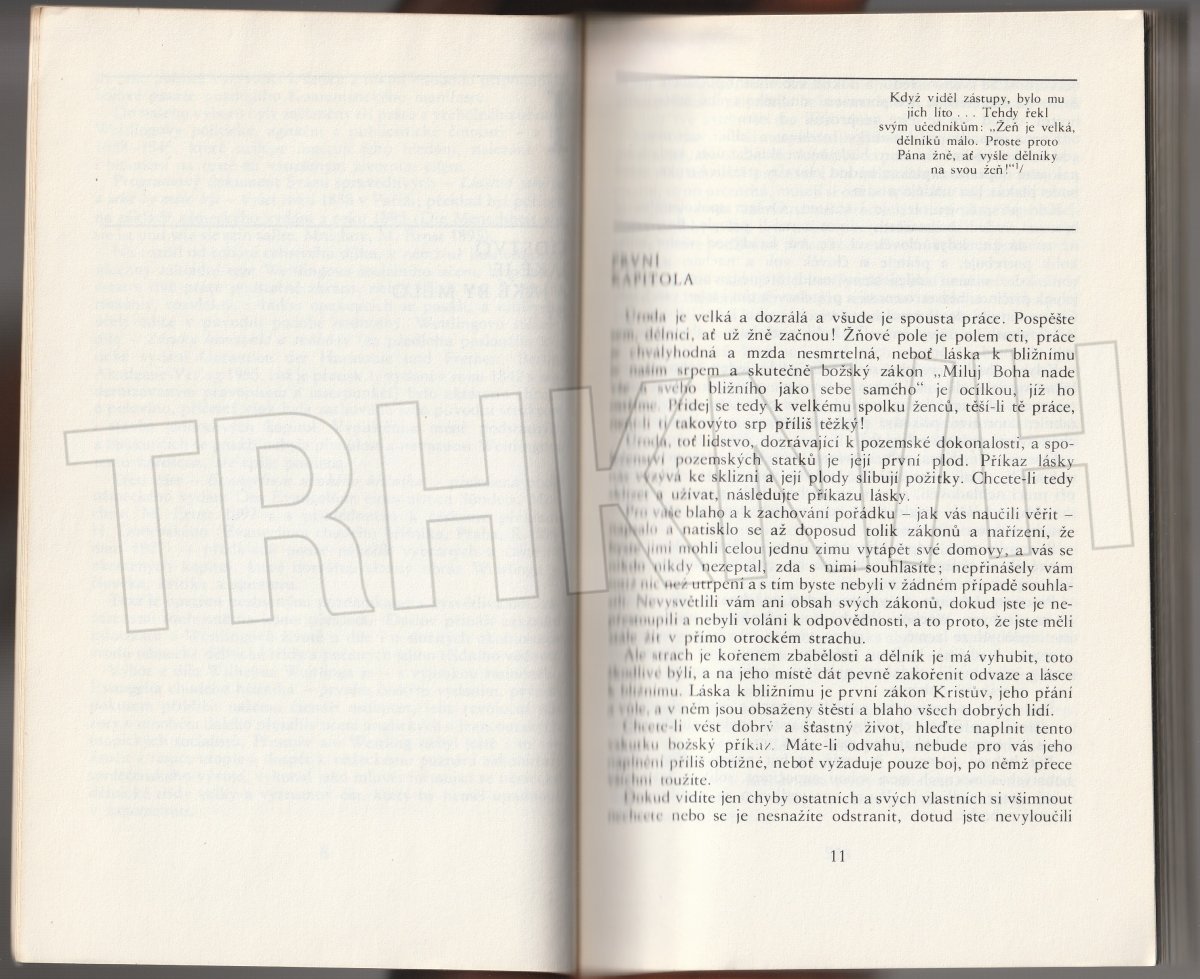 Když viděl zástupy, bylo mu
jich líto . . . Tehdy řekl
svým učedníkům: „Žeň je velká,
dělníků málo. Proste proto
Pána žně, ať vyšle dělníky
na svou žeň!“¹/
PRVNÍ
KAPITOLA
Úroda je velká a dozrálá a všude je spousta práce. Pospěšte
sem, dělníci, ať už žně začnou! Žňové pole je polem cti, práce
je chvályhodná a mzda nesmrtelná, neboť láska k bližnímu
je naším srpem a skutečně božský zákon „Miluj Boha nade
vše a svého bližního jako sebe samého“ je ocílkou, jíž ho
Přidej se tedy k velkému spolku ženců, těší-li tě práce,
není-li ti takovýto srp příliš těžký!
Úroda, toť lidstvo, dozrávající k pozemské dokonalosti, a spo-
pozemských statků je její první plod. Příkaz lásky
vás vyzývá ke sklizni a její plody slibují požitky. Chcete-li tedy
sklízet a užívat, následujte příkazu lásky.
Pro vaše blaho a k zachování pořádku – jak vás naučili věřit –
napsalo a natisklo se až doposud tolik zákonů a nařízení, že
byste jimi mohli celou jednu zimu vytápět své domovy, a vás se
nikdo nikdy nezeptal, zda s nimi souhlasíte; nepřinášely vám
nic než utrpení a s tím byste nebyli v žádném případě souhla-
Nevysvětlili vám ani obsah svých zákonů, dokud jste je ne-
přestoupili a nebyli voláni k odpovědnosti, a to proto, že jste měli
stále žít v přímo otrockém strachu.
Ale strach je kořenem zbabělosti a dělník je má vyhubit, toto
škodlivé býlí, a na jeho místě dát pevně zakořenit odvaze a lásce
k bližnímu. Láska k bližnímu je první zákon Kristův, jeho přání
a vůle, a v něm jsou obsaženy štěstí a blaho všech dobrých lidí.
Chcete-li vést dobrý a šťastný život, hleďte naplnit tento
božský příkaz. Máte-li odvahu, nebude pro vás jeho
naplnění příliš obtížné, neboť vyžaduje pouze boj, po němž přece
všichni toužíte.
Dokud vidíte jen chyby ostatních a svých vlastních si všimnout
nechcete nebo se je nesnažíte odstranit, dotud jste nevyloučili
11
TRHKNIH